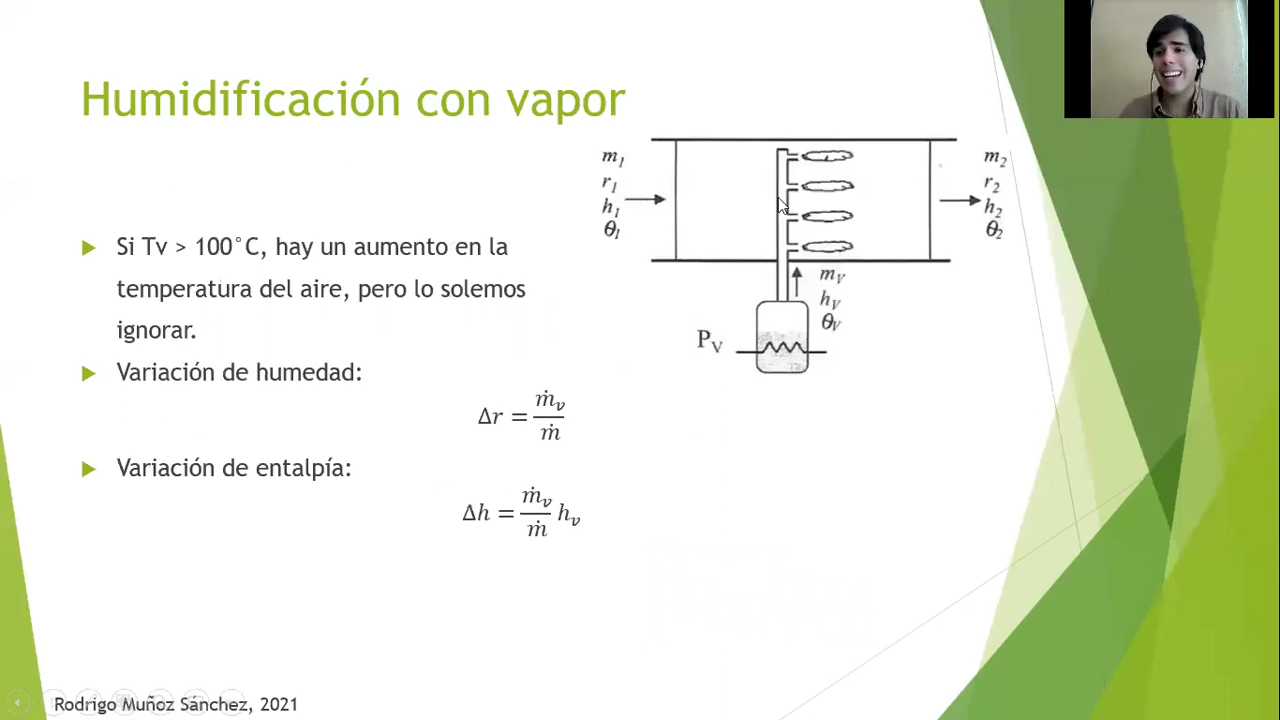 Humidificación con vapor
m1
r1
h1
θ1
m2
r2
h2
θ2
mV
hV
θV
PV
Si Tv > 100°C, hay un aumento en la
temperatura del aire, pero lo solemos
ignorar.
Variación de humedad:
Δr = ṁv / ṁ
Variación de entalpía:
Δh = ṁv / ṁ hv
Rodrigo Muñoz Sánchez, 2021